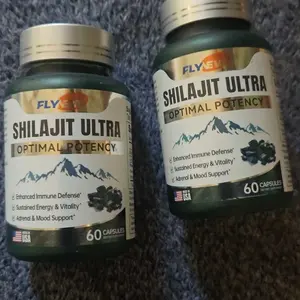 SHILAJIT ULTRA
OPTIMAL POTENCY
Enhanced Immune Defense*
Sustained Energy & Vitality*
Adrenal & Mood Support*
60 CAPSULES
SHILAJIT ULTRA
OPTIMAL POTENCY
Enhanced Immune Defense*
Sustained Energy & Vitality*
Adrenal & Mood Support*
60 CAPSULES